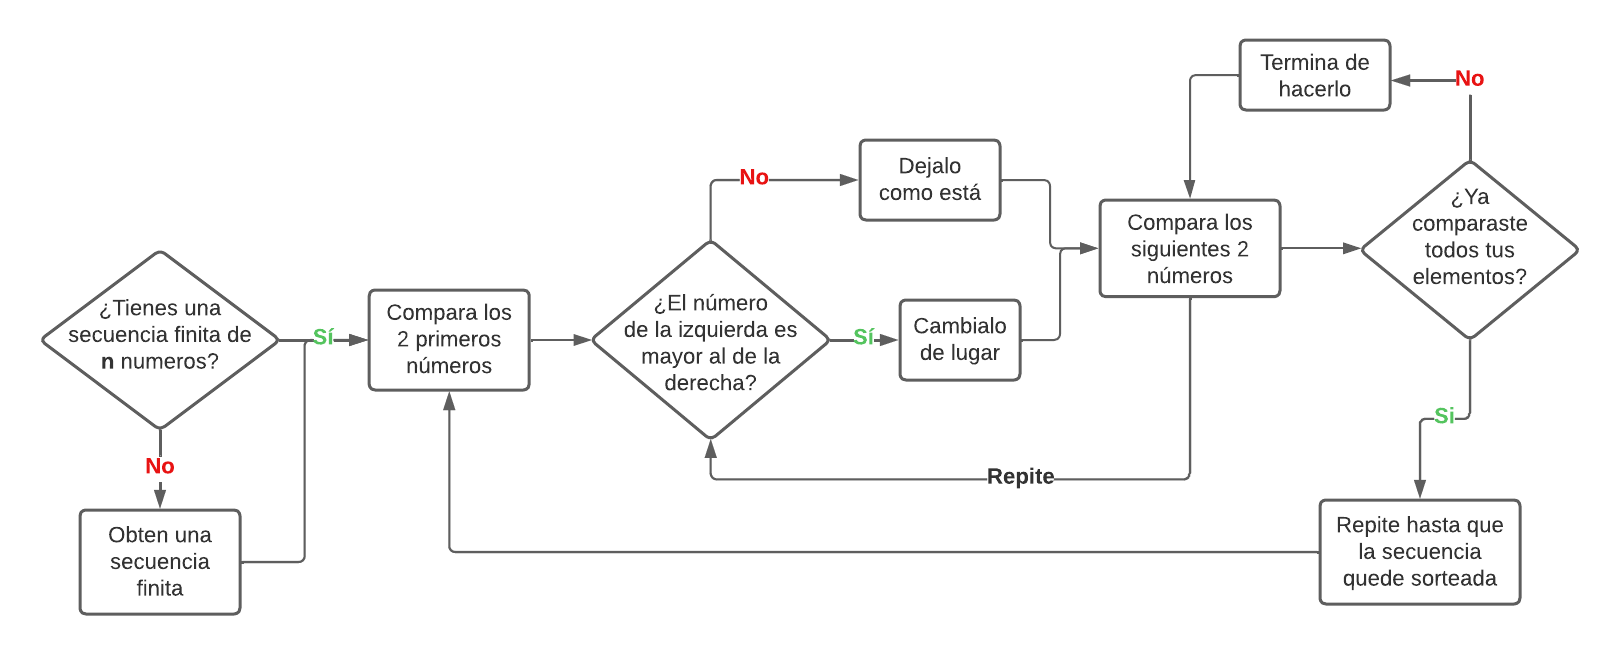 ¿Tienes una
secuencia finita de
n numeros?
No
Obten una
secuencia
finita
Sí
Compara los
2 primeros
números
¿El número
de la izquierda es
mayor al de la
derecha?
No
Dejalo
como está
Sí
Cambialo
de lugar
Compara los
siguientes 2
números
Repite
¿Ya
comparaste
todos tus
elementos?
No
Termina de
hacerlo
Si
Repite hasta que
la secuencia
quede sorteada